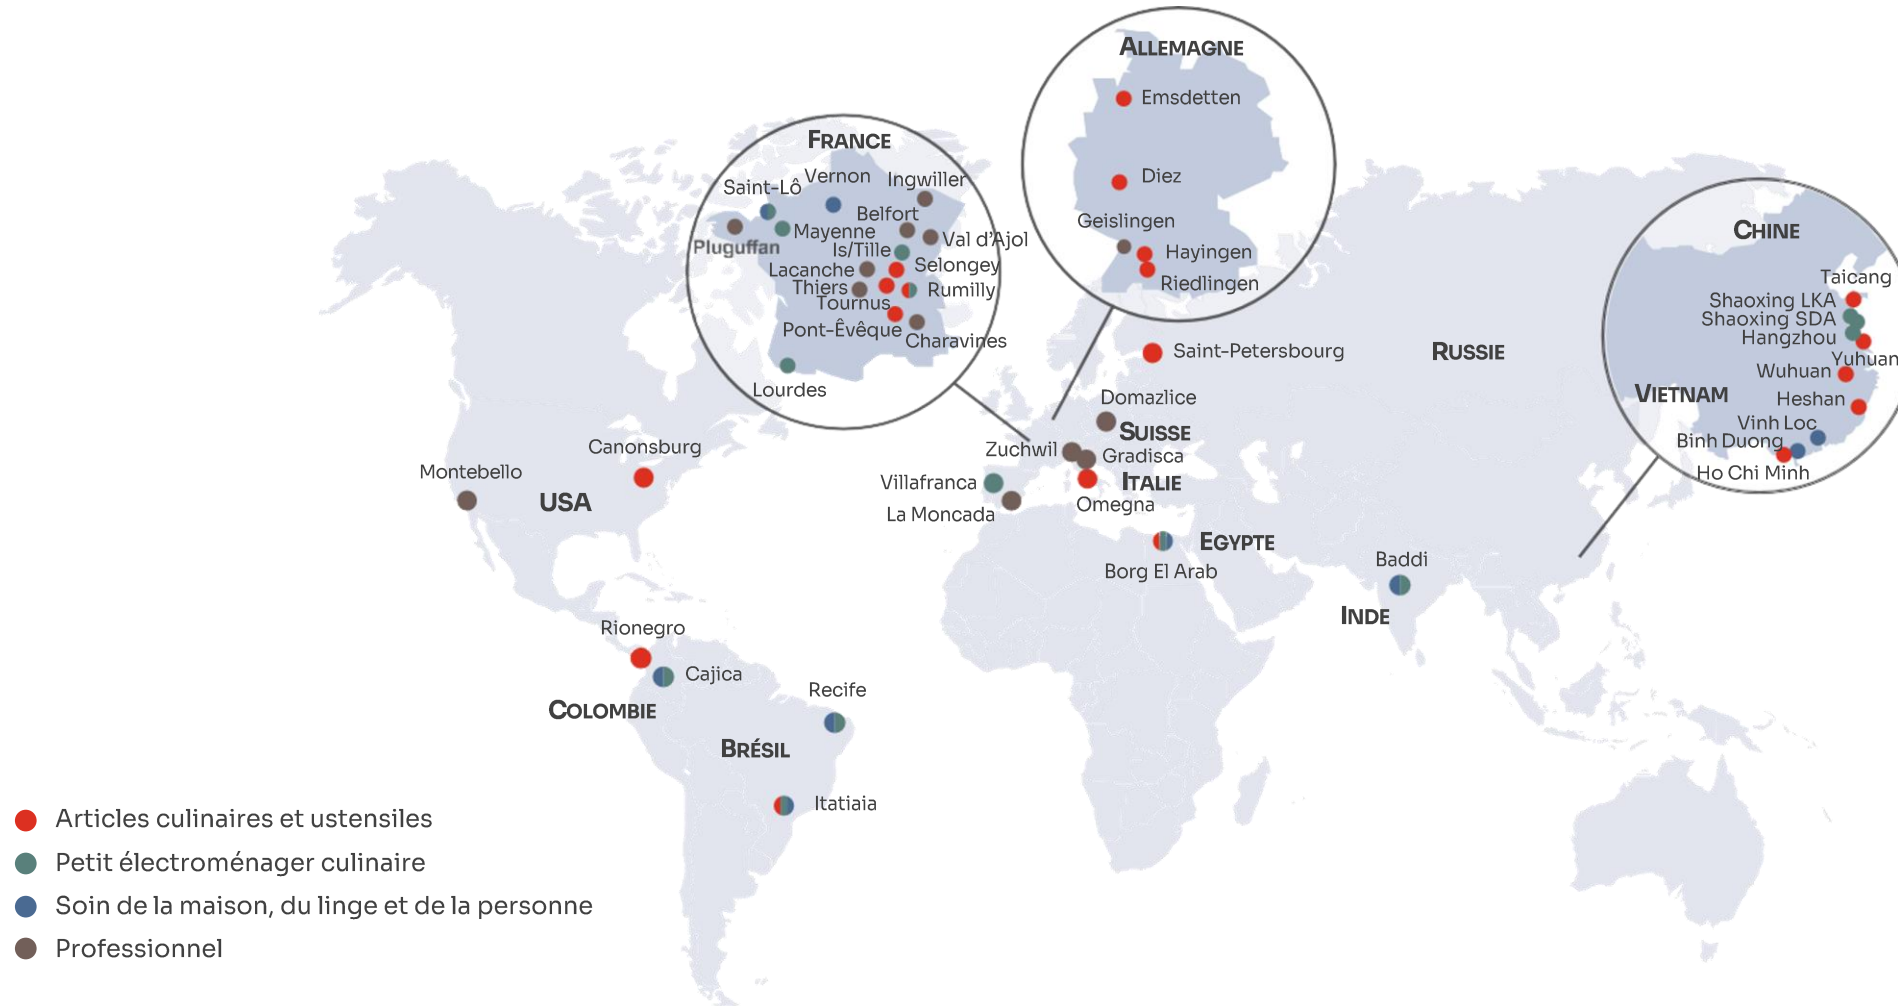 ALLEMAGNE
Emsdetten
Diez
Geislingen
Hayingen
Riedlingen
FRANCE
Vernon
Ingwiller
Saint-Lô
Belfort
Mayenne
Val d’Ajol
Pluguffan
Is/Tille
Selongey
Lacanche
Thiers
Rumilly
Tournus
Pont-Êvêque
Charavines
Lourdes
CHINE
Taicang
Shaoxing LKA
Shaoxing SDA
Hangzhou
Yuhuan
Wuhuan
VIETNAM
Heshan
Vinh Loc
Binh Duong
Ho Chi Minh
Saint-Petersbourg
RUSSIE
Domazlice
SUISSE
Zuchwil
Gradisca
Villafranca
ITALIE
La Moncada
Omegna
EGYPTE
Borg El Arab
Baddi
INDE
Canonsburg
Montebello
USA
Rionegro
Cajica
COLOMBIE
Recife
BRÉSIL
Itatiaia
Articles culinaires et ustensiles
Petit électroménager culinaire
Soin de la maison, du linge et de la personne
Professionnel